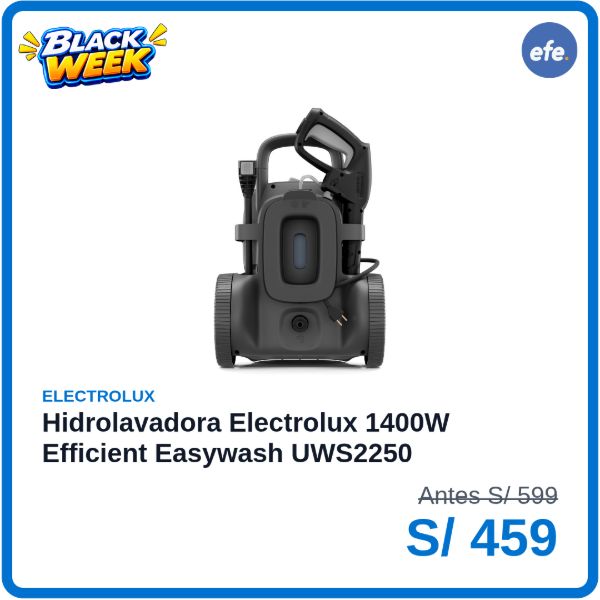 BLACK
WEEK
efe.
ELECTROLUX
Hidrolavadora Electrolux 1400W
Efficient Easywash UWS2250
Antes S/ 599
S/ 459